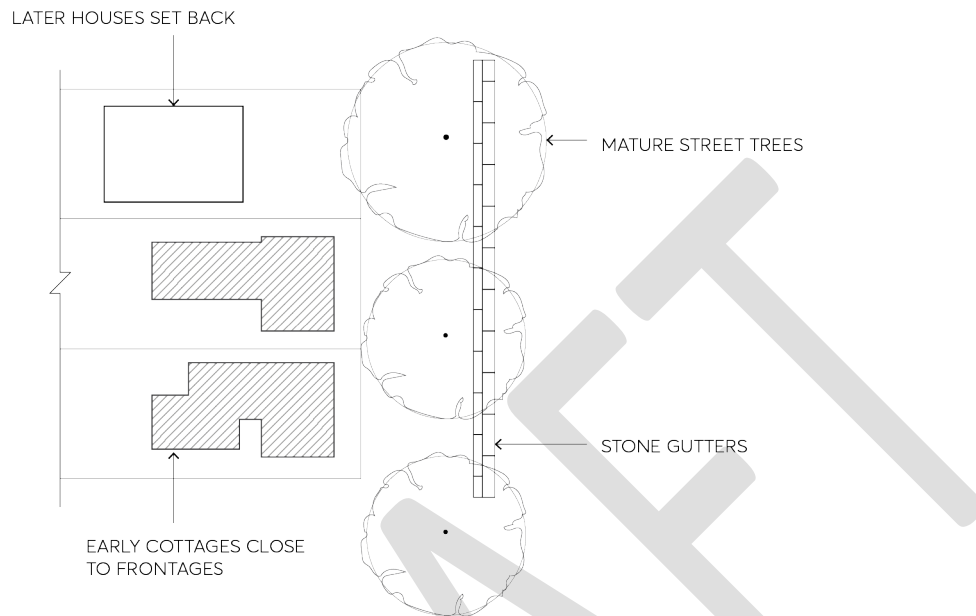 LATER HOUSES SET BACK
MATURE STREET TREES
STONE GUTTERS
EARLY COTTAGES CLOSE
TO FRONTAGES